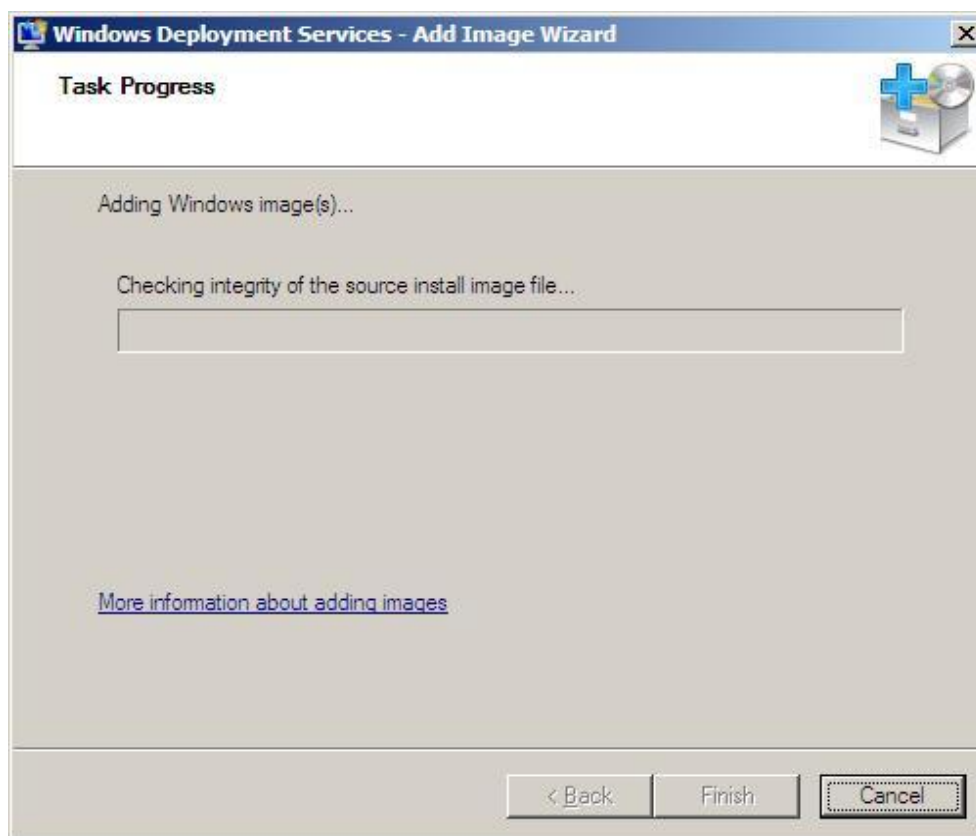 Windows Deployment Services - Add Image Wizard
Task Progress
Adding Windows image(s)...
Checking integrity of the source install image file...
More information about adding images
< Back
Finish
Cancel